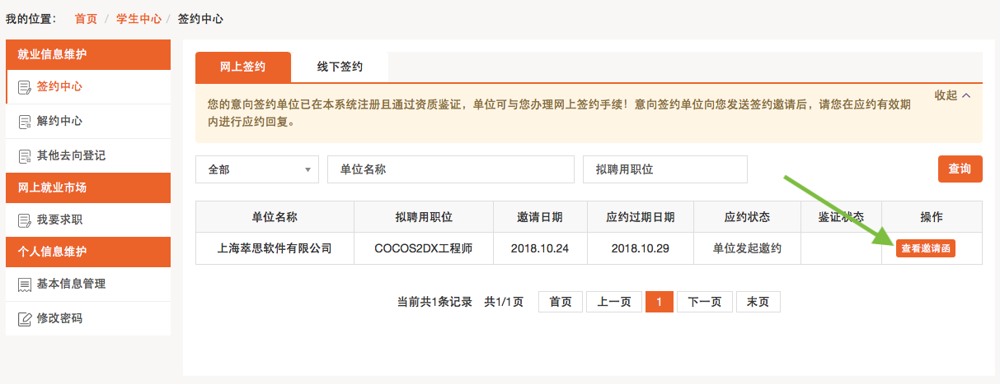 我的位置： 首页 / 学生中心 / 签约中心
就业信息维护
签约中心
解约中心
其他去向登记
网上就业市场
我要求职
个人信息维护
基本信息管理
修改密码
网上签约 线下签约
您的意向签约单位已在本系统注册且通过资质鉴证，单位可与您办理网上签约手续！意向签约单位向您发送签约邀请后，请您在应约有效期
内进行应约回复。
收起
全部 单位名称 拟聘用职位 查询
单位名称 拟聘用职位 邀请日期 应约过期日期 应约状态 鉴证状态 操作
上海萃思软件有限公司 COCOS2DX工程师 2018.10.24 2018.10.29 单位发起邀约 查看邀请函
当前共1条记录 共1/1页 首页 上一页 1 下一页 末页